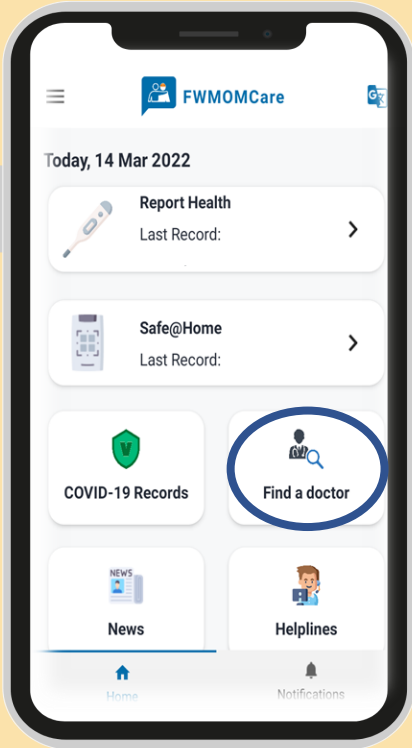 FWMOMCare
Today, 14 Mar 2022
Report Health
Last Record:
Safe@Home
Last Record:
COVID-19 Records
Find a doctor
NEWS
News
Helplines
Home
Notifications